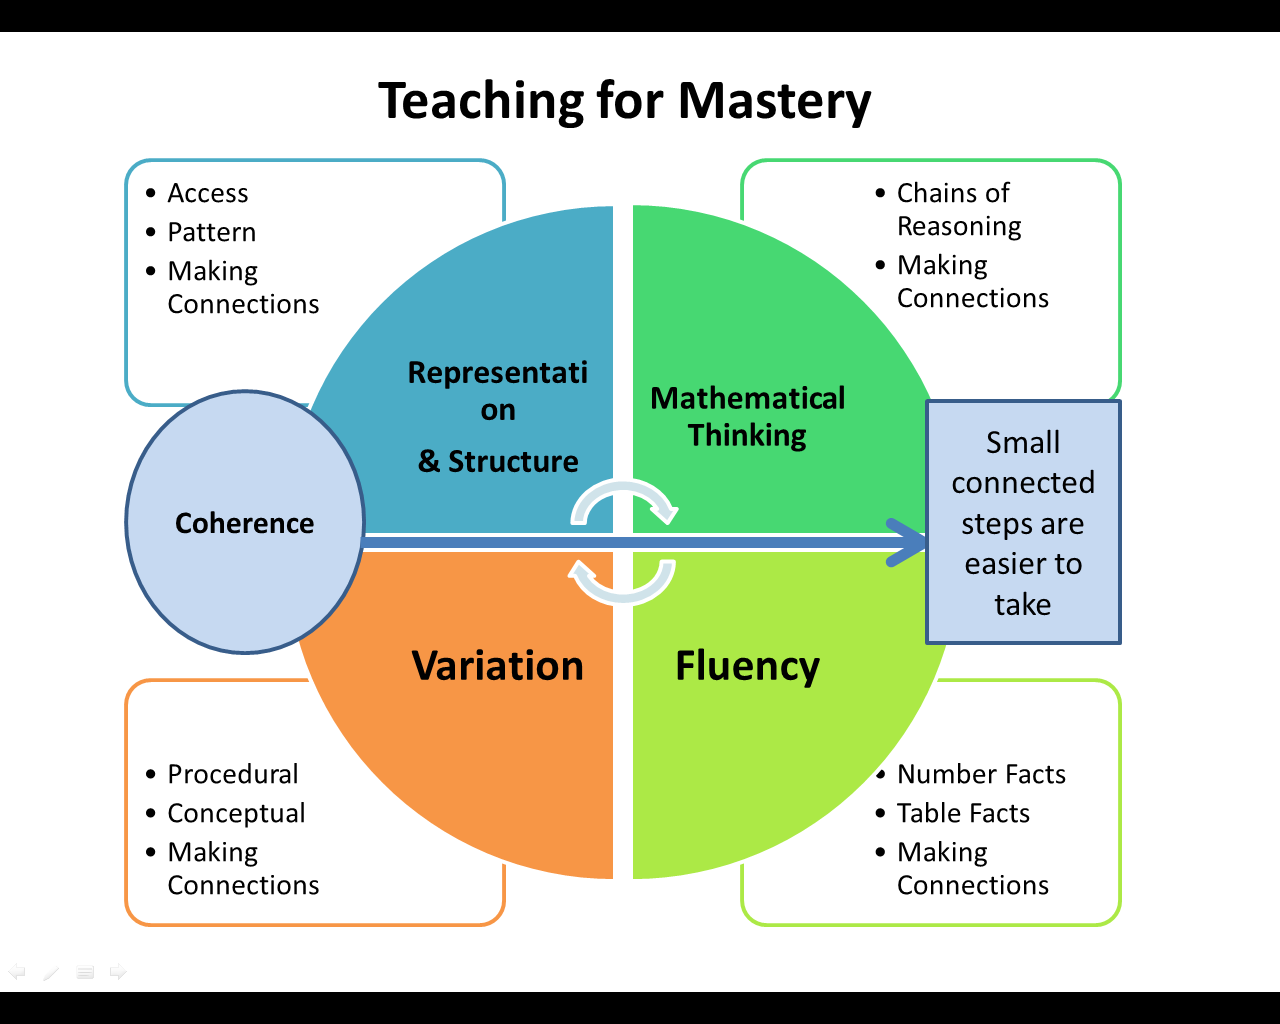 Teaching for Mastery
• Access
• Pattern
• Making
Connections
• Chains of
Reasoning
• Making
Connections
Representati
on
& Structure
Mathematical
Thinking
Coherence
Small
connected
steps are
easier to
take
Variation
Fluency
• Procedural
• Conceptual
• Making
Connections
• Number Facts
• Table Facts
• Making
Connections